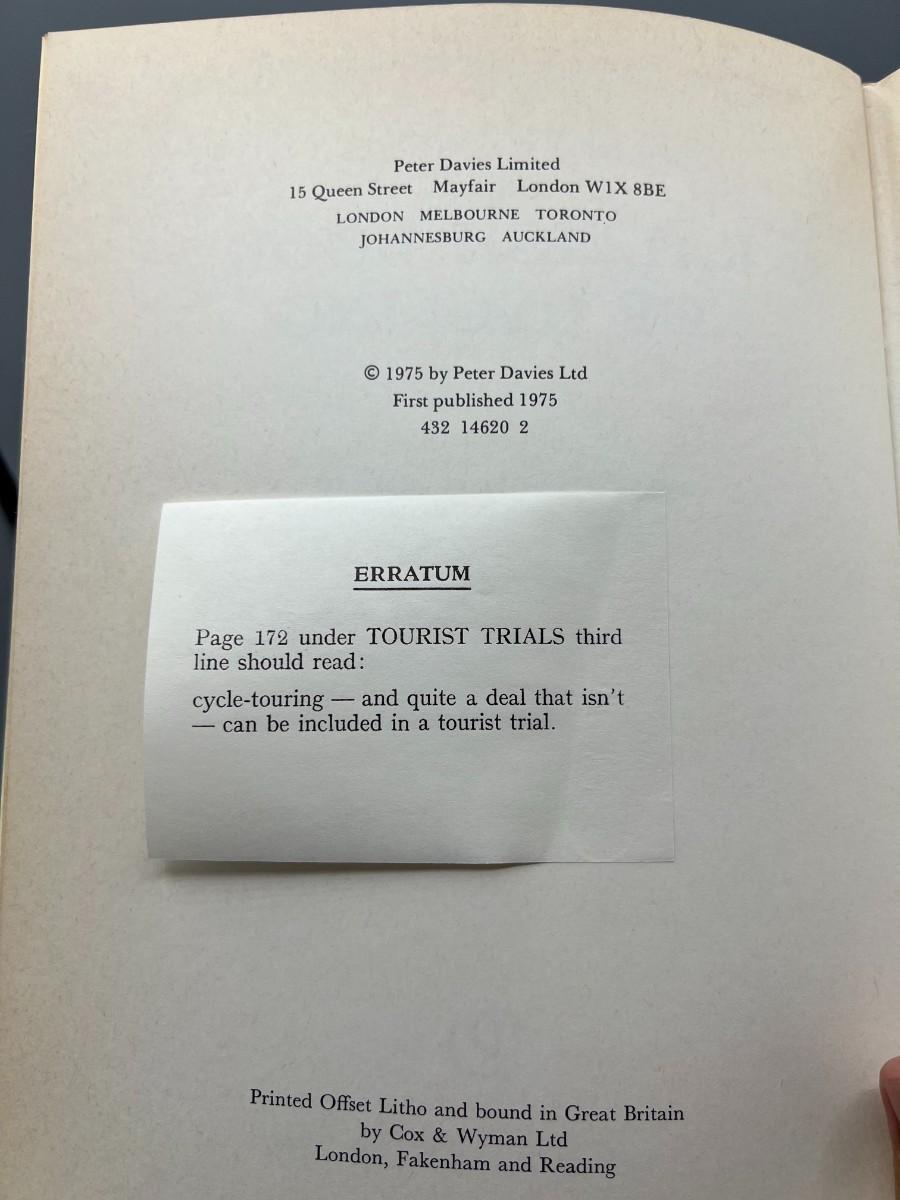 Peter Davies Limited
15 Queen Street Mayfair London W1X 8BE
LONDON MELBOURNE TORONTO
JOHANNESBURG AUCKLAND
© 1975 by Peter Davies Ltd
First published 1975
432 14620 2
ERRATUM
Page 172 under TOURIST TRIALS third
line should read:
cycle-touring — and quite a deal that isn't
— can be included in a tourist trial.
Printed Offset Litho and bound in Great Britain
by Cox & Wyman Ltd
London, Fakenham and Reading